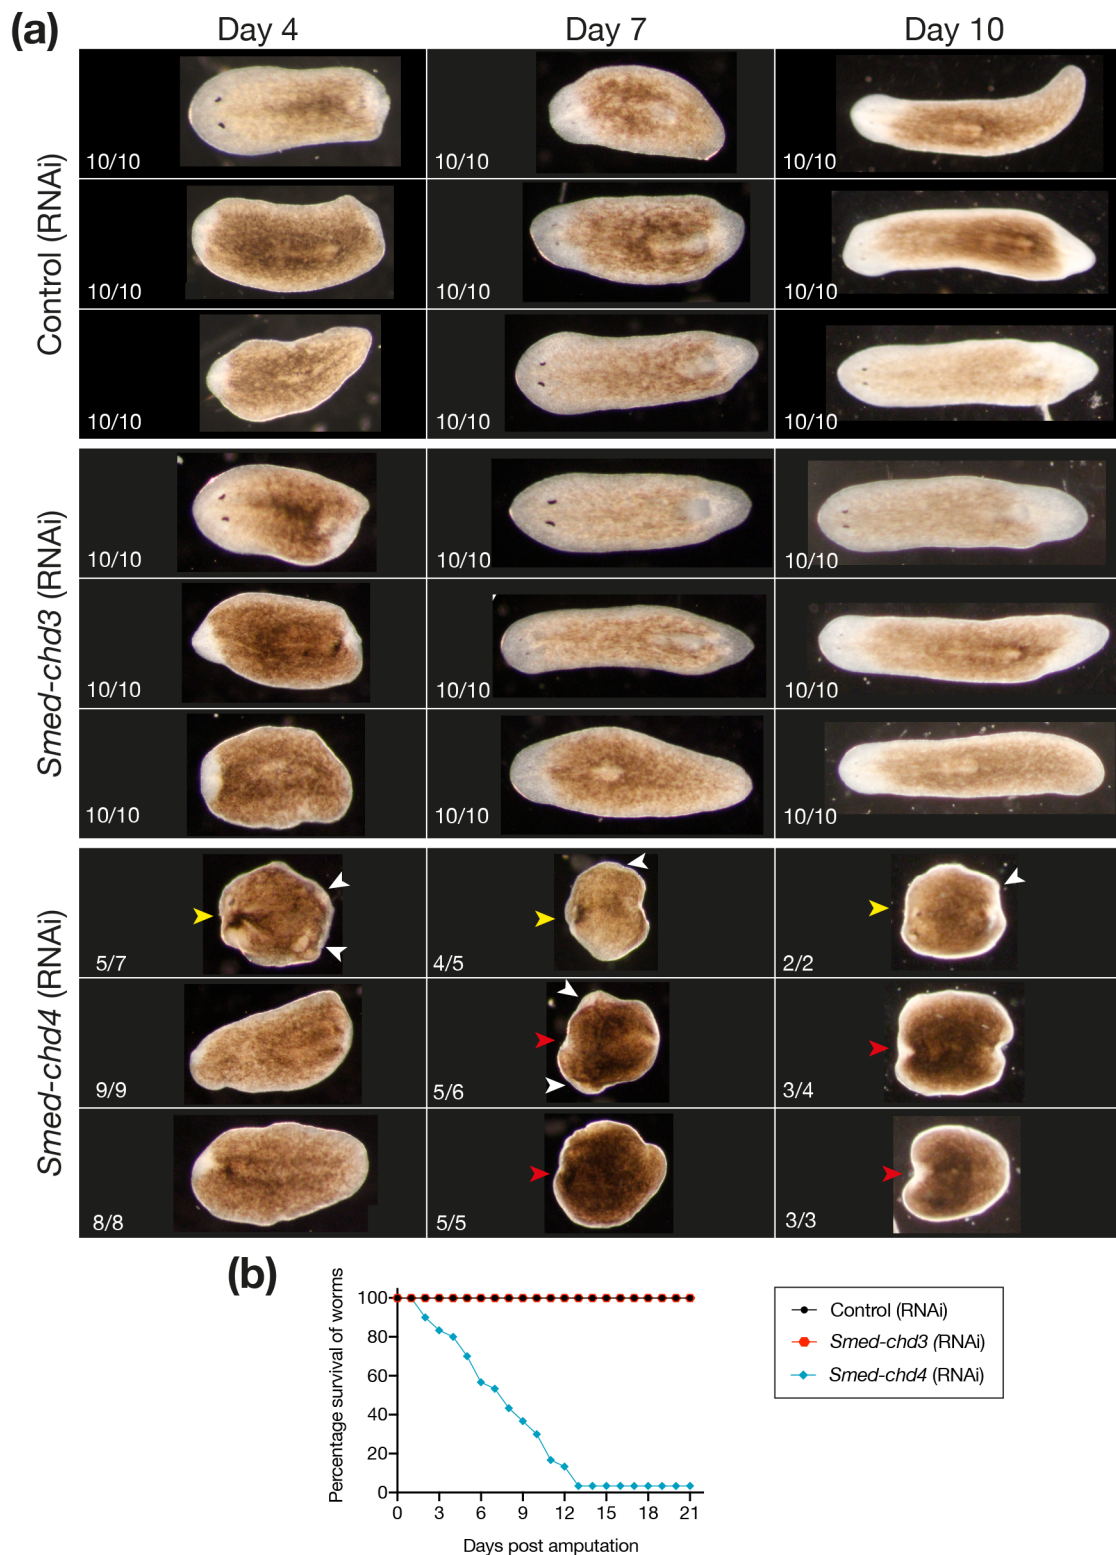 (a)
Day 4 Day 7 Day 10
Control (RNAi)
10/10 10/10 10/10
10/10 10/10 10/10
10/10 10/10 10/10
Smed-chd3 (RNAi)
10/10 10/10 10/10
10/10 10/10 10/10
10/10 10/10 10/10
Smed-chd4 (RNAi)
5/7 4/5 2/2
9/9 5/6 3/4
8/8 5/5 3/3
(b)
Percentage survival of worms
100
80
60
40
20
0
0 3 6 9 12 15 18 21
Days post amputation
Control (RNAi)
Smed-chd3 (RNAi)
Smed-chd4 (RNAi)